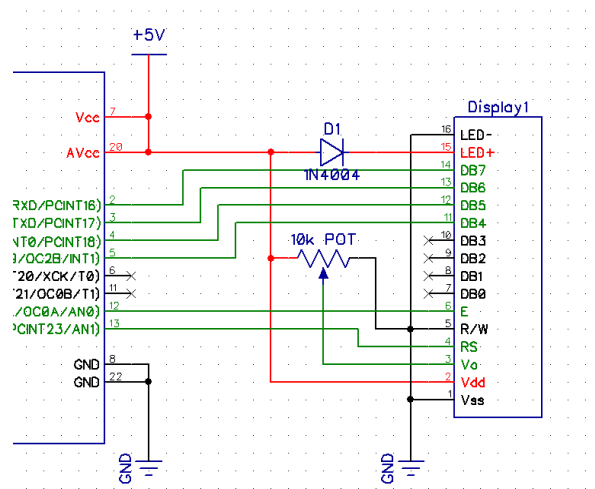 +5V
Vcc 7
AVcc 20
RXD/PCINT16) 2
TXD/PCINT17) 3
NT0/PCINT18) 4
/OC2B/INT1) 5
T20/XCK/T0) 6
T21/OC0B/T1) 11
/OC0A/AN0) 12
PCINT23/AN1) 13
GND 8
GND 22
GND
D1
1N4004
10k POT
Display1
16 LED-
15 LED+
14 DB7
13 DB6
12 DB5
11 DB4
10 DB3
9 DB2
8 DB1
7 DB0
6 E
5 R/W
4 RS
3 Vo
2 Vdd
1 Vss
GND